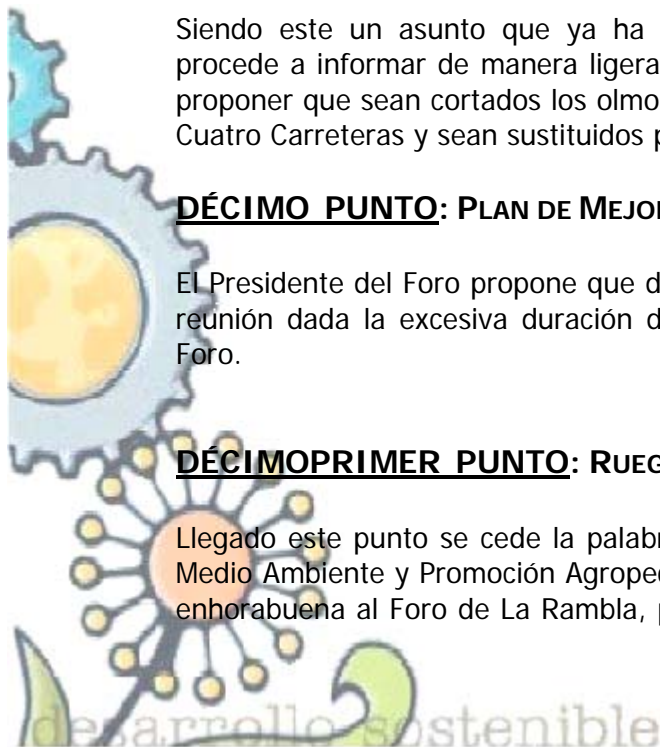 Siendo este un asunto que ya ha
procede a informar de manera ligera
proponer que sean cortados los olmo
Cuatro Carreteras y sean sustituidos
DÉCIMO PUNTO: PLAN DE MEJO
El Presidente del Foro propone que d
reunión dada la excesiva duración d
Foro.
DÉCIMOPRIMER PUNTO: RUEG
Llegado este punto se cede la palab
Medio Ambiente y Promoción Agrope
enhorabuena al Foro de La Rambla,
desarrollo sostenible